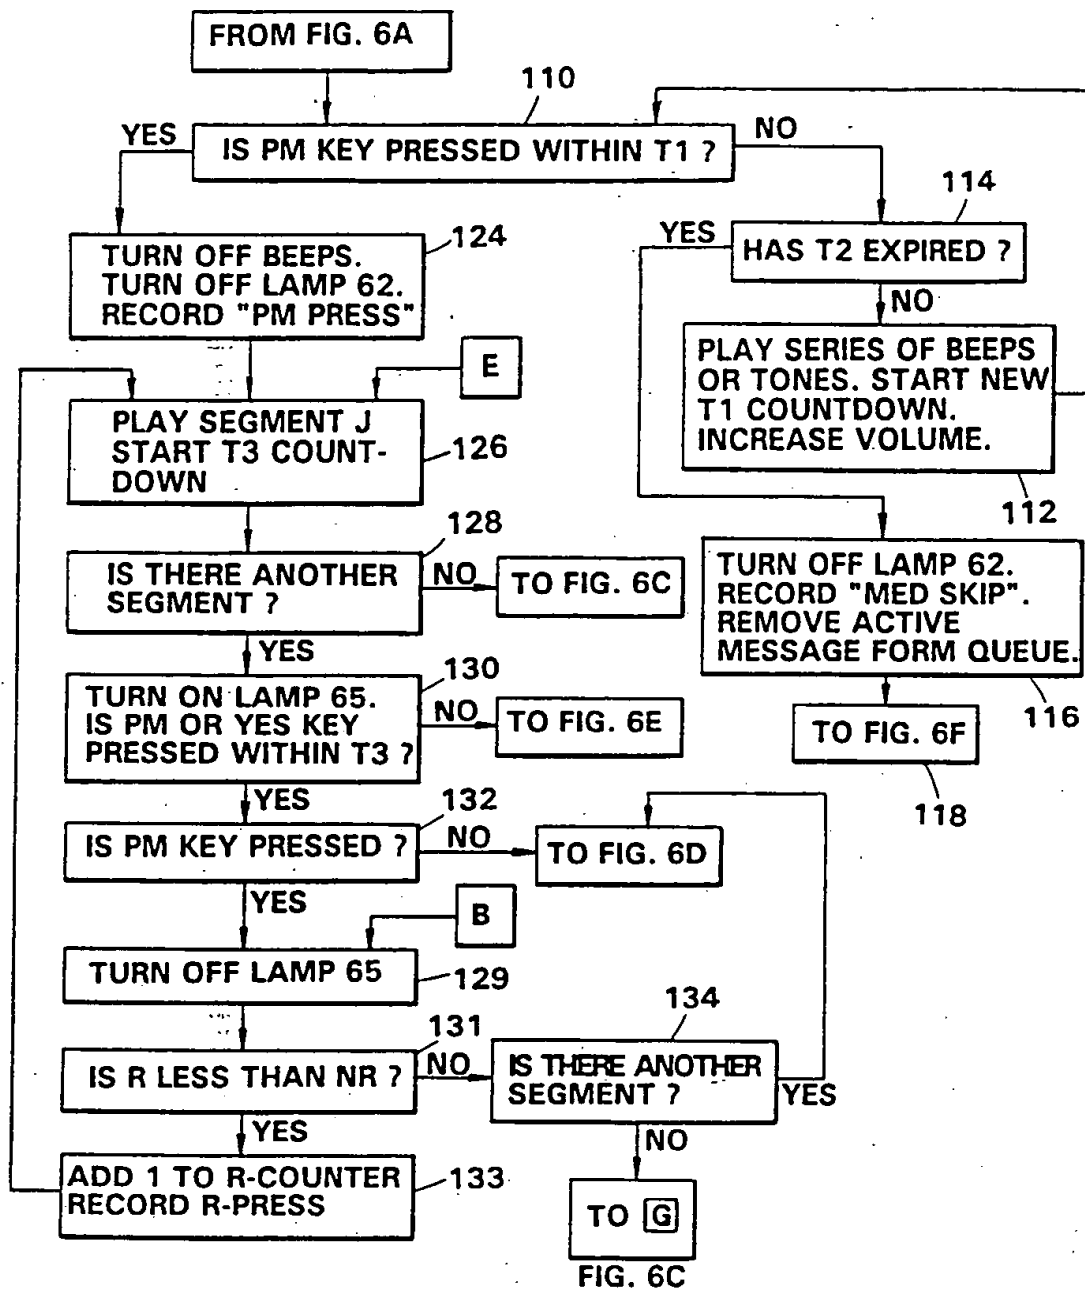 FROM FIG. 6A
110
IS PM KEY PRESSED WITHIN T1 ?
YES
NO
114
HAS T2 EXPIRED ?
YES
NO
124
TURN OFF BEEPS.
TURN OFF LAMP 62.
RECORD "PM PRESS"
E
PLAY SERIES OF BEEPS
OR TONES. START NEW
T1 COUNTDOWN.
INCREASE VOLUME.
112
PLAY SEGMENT J
START T3 COUNT-
DOWN
126
128
IS THERE ANOTHER
SEGMENT ?
NO
TO FIG. 6C
YES
TURN OFF LAMP 62.
RECORD "MED SKIP".
REMOVE ACTIVE
MESSAGE FORM QUEUE.
116
TO FIG. 6F
118
130
TURN ON LAMP 65.
IS PM OR YES KEY
PRESSED WITHIN T3 ?
NO
TO FIG. 6E
YES
132
IS PM KEY PRESSED ?
NO
TO FIG. 6D
YES
B
TURN OFF LAMP 65
129
131
IS R LESS THAN NR ?
NO
134
IS THERE ANOTHER
SEGMENT ?
YES
YES
NO
ADD 1 TO R-COUNTER
RECORD R-PRESS
133
TO G
FIG. 6C